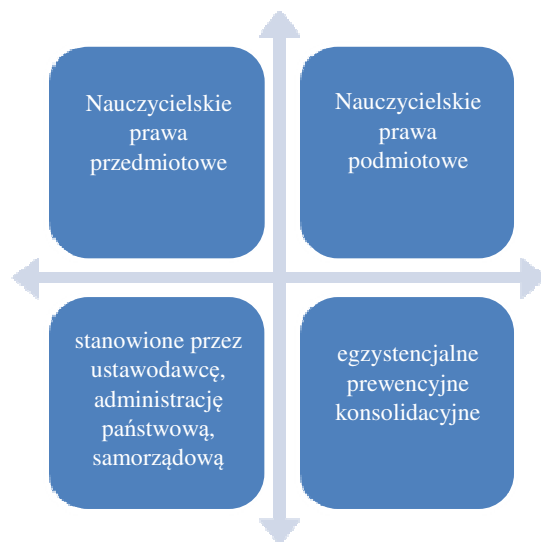 Nauczycielskie
prawa
przedmiotowe
Nauczycielskie
prawa
podmiotowe
stanowione przez
ustawodawcę,
administrację
państwową,
samorządową
egzystencjalne
prewencyjne
konsolidacyjne